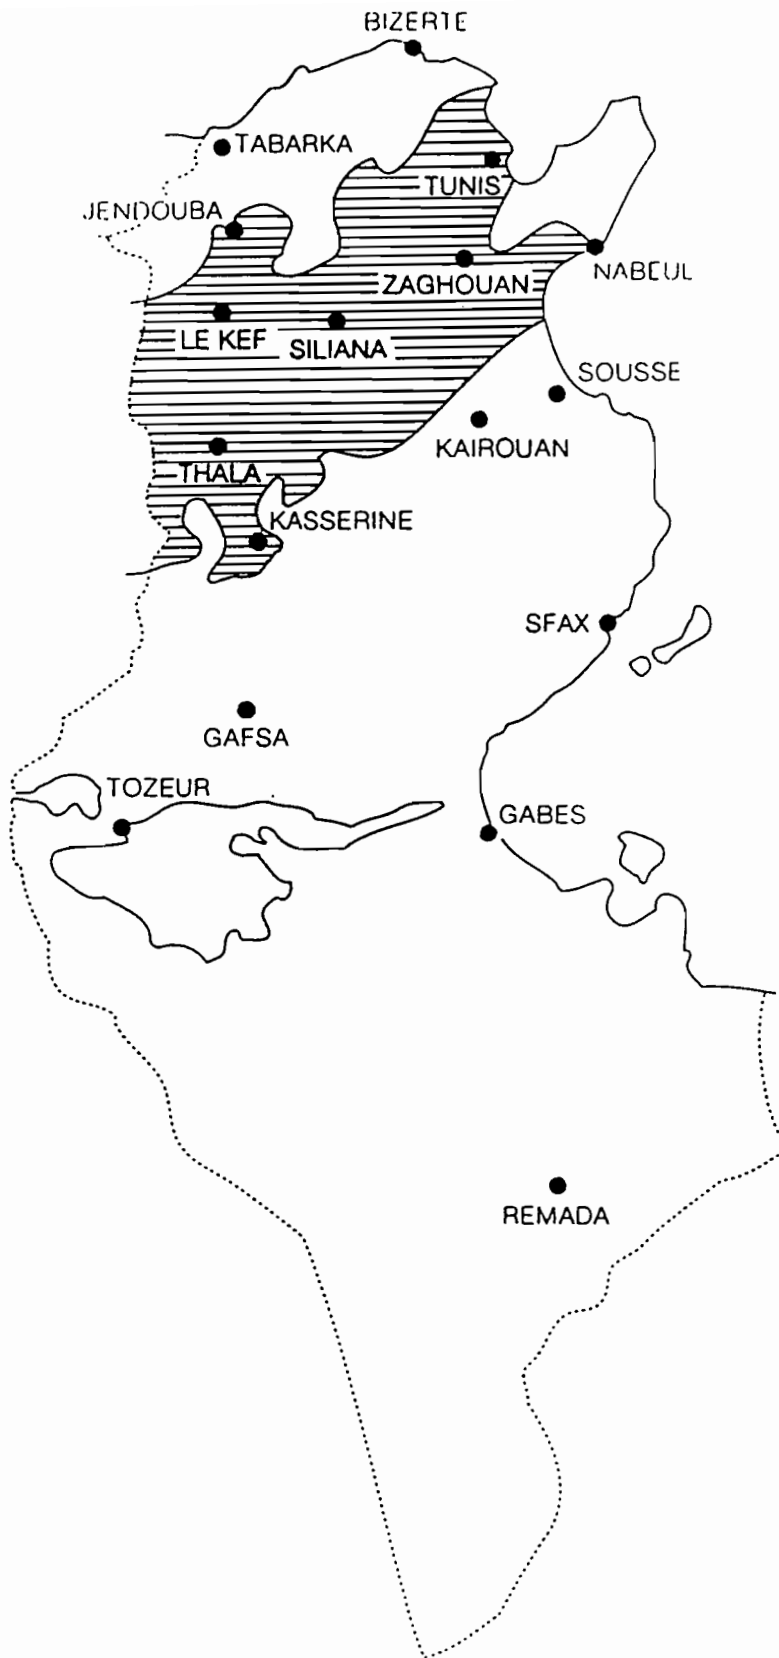 BIZERTE
TABARKA
TUNIS
JENDOUBA
ZAGHOUAN
NABEUL
LE KEF
SILIANA
SOUSSE
KAIROUAN
THALA
KASSERINE
SFAX
GAFSA
TOZEUR
GABES
REMADA